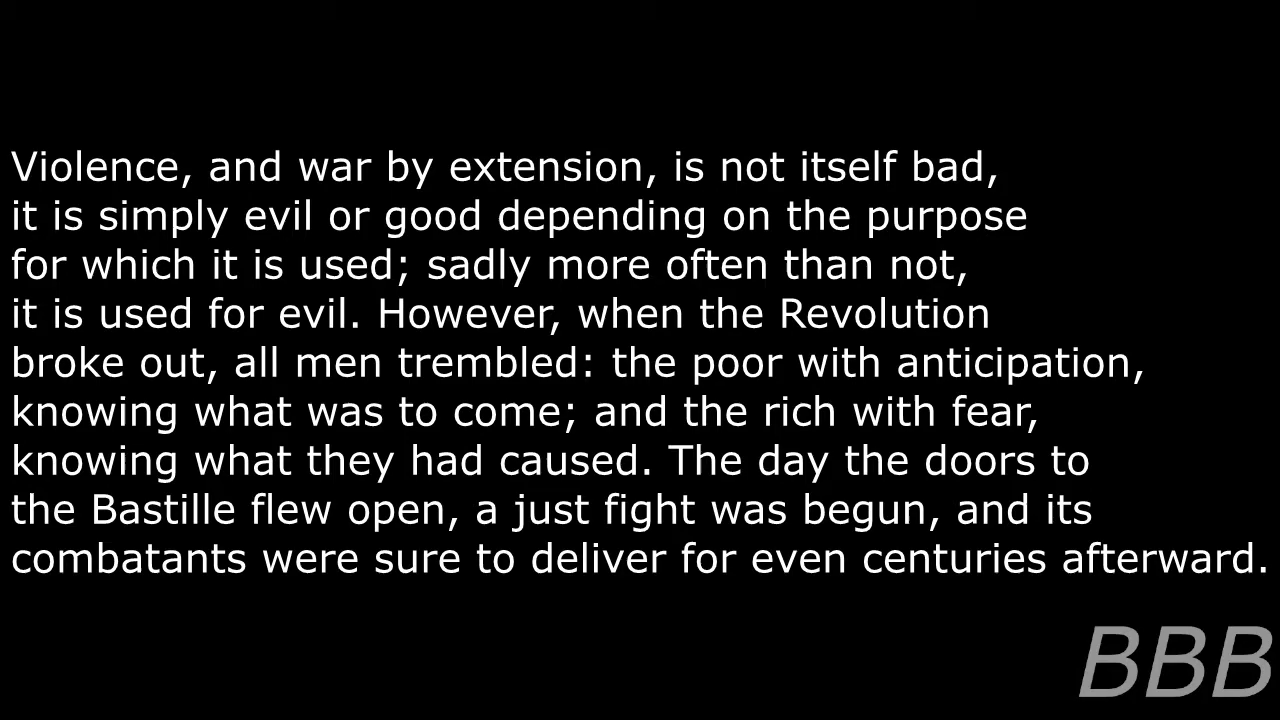 Violence, and war by extension, is not itself bad,
it is simply evil or good depending on the purpose
for which it is used; sadly more often than not,
it is used for evil. However, when the Revolution
broke out, all men trembled: the poor with anticipation,
knowing what was to come; and the rich with fear,
knowing what they had caused. The day the doors to
the Bastille flew open, a just fight was begun, and its
combatants were sure to deliver for even centuries afterward.
BBB